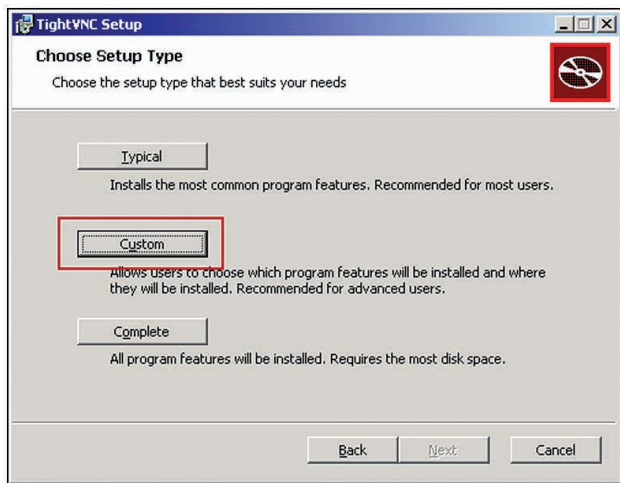 TightVNC Setup
Choose Setup Type
Choose the setup type that best suits your needs
Typical
Installs the most common program features. Recommended for most users.
Custom
Allows users to choose which program features will be installed and where
they will be installed. Recommended for advanced users.
Complete
All program features will be installed. Requires the most disk space.
Back Next Cancel